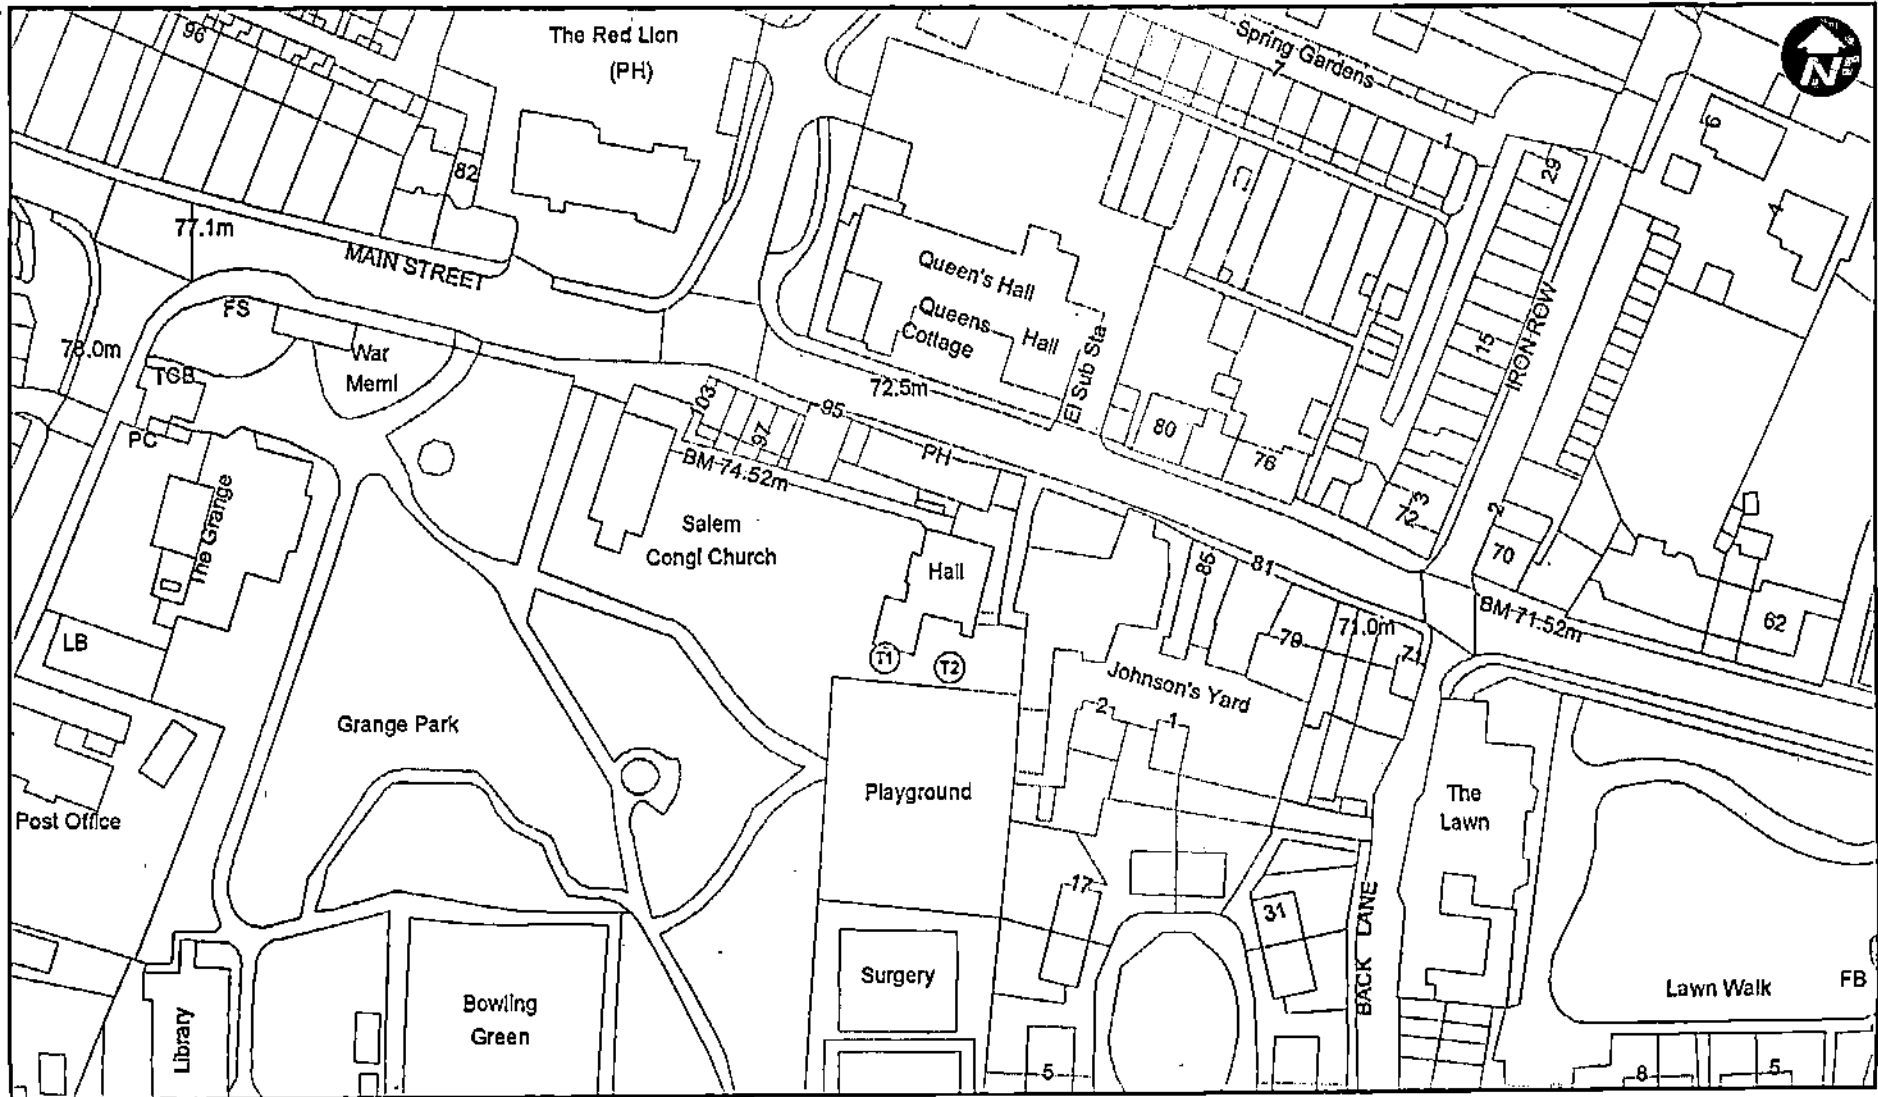 The Red Lion
(PH)
Spring Gardens
7
N
96
6
1
29
82
4
77.1m
MAIN STREET
Queen's Hall
Queens
Cottage
Hall
El Sub Sta
FS
War
Meml
78.0m
TCB
72.5m
15
IRON ROW
103
97
95
PH
80
76
PC
BM 74.52m
3
72
2
70
The Grange
Salem
Congl Church
Hall
85
81
BM 71.52m
62
LB
79
71.0m
71
T1
T2
Johnson's Yard
2
1
Grange Park
Playground
The
Lawn
Post Office
17
31
BACK LANE
Surgery
Lawn Walk
FB
Bowling
Green
Library
5
8
5